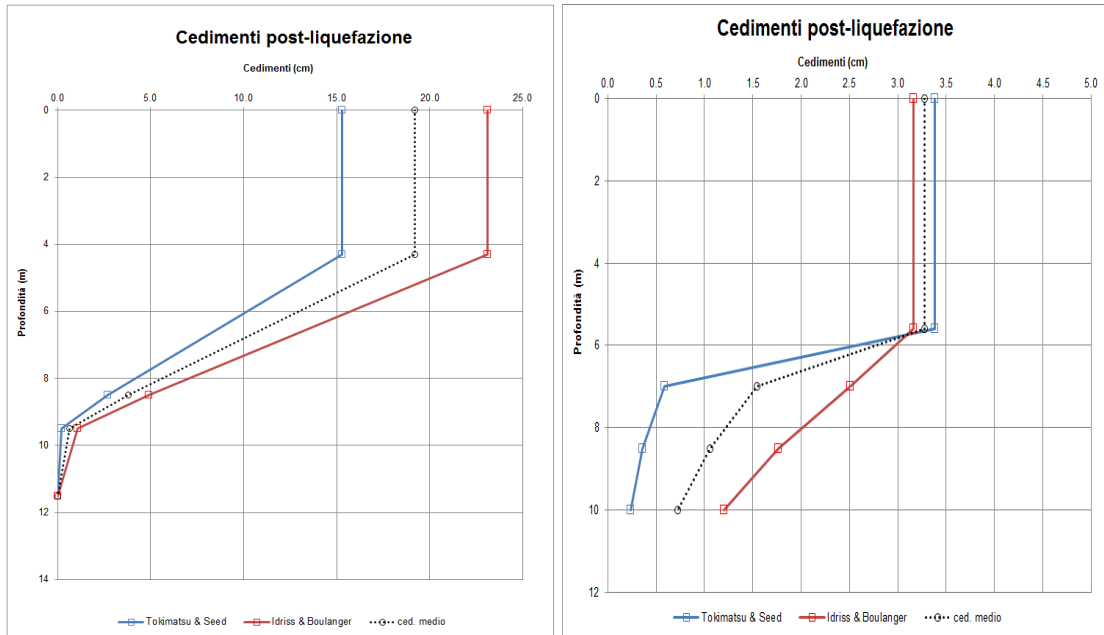 Cedimenti post-liquefazione
Cedimenti (cm)
0.0 5.0 10.0 15.0 20.0 25.0
0
2
4
6
8
10
12
14
Profondità (m)
Tokimatsu & Seed Idriss & Boulanger ced. medio
Cedimenti post-liquefazione
Cedimenti (cm)
0.0 0.5 1.0 1.5 2.0 2.5 3.0 3.5 4.0 4.5 5.0
0
2
4
6
8
10
12
Profondità (m)
Tokimatsu & Seed Idriss & Boulanger ced. medio